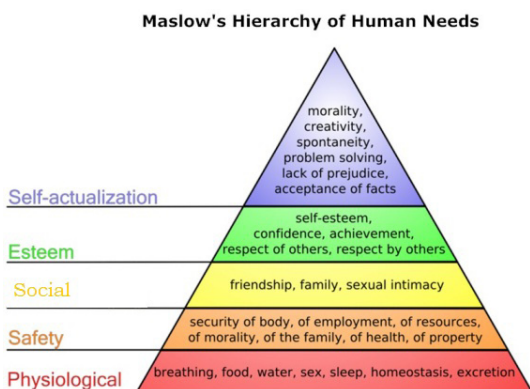 Maslow's Hierarchy of Human Needs
morality,
creativity,
spontaneity,
problem solving,
lack of prejudice,
acceptance of facts
Self-actualization
self-esteem,
confidence, achievement,
respect of others, respect by others
Esteem
friendship, family, sexual intimacy
Social
security of body, of employment, of resources,
of morality, of the family, of health, of property
Safety
breathing, food, water, sex, sleep, homeostasis, excretion
Physiological